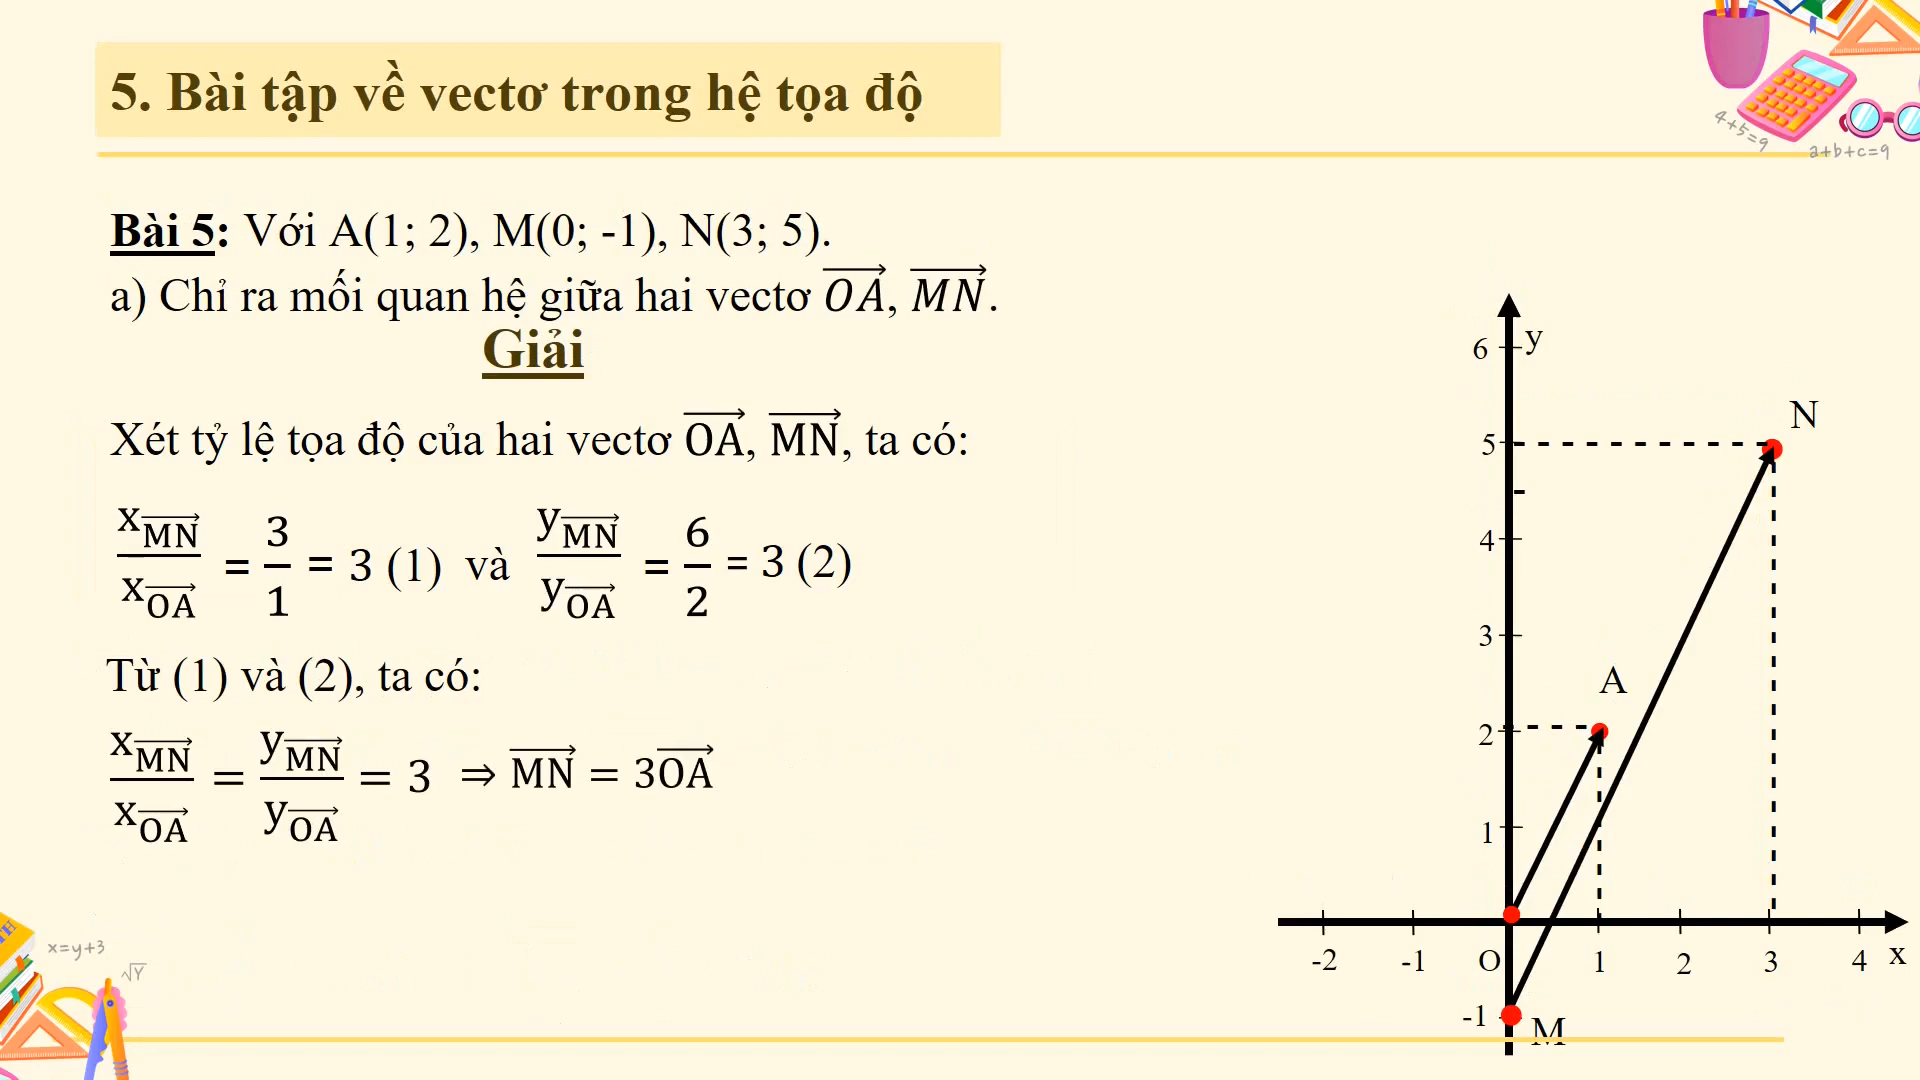 5. Bài tập về vectơ trong hệ tọa độ
4+5=9
a+b+c=9
Bài 5: Với A(1; 2), M(0; -1), N(3; 5).
a) Chỉ ra mối quan hệ giữa hai vectơ $\overrightarrow{OA}$, $\overrightarrow{MN}$.
Giải
Xét tỷ lệ tọa độ của hai vectơ $\overrightarrow{OA}$, $\overrightarrow{MN}$, ta có:
$\frac{x_{\overrightarrow{MN}}}{x_{\overrightarrow{OA}}} = \frac{3}{1} = 3$ (1) và $\frac{y_{\overrightarrow{MN}}}{y_{\overrightarrow{OA}}} = \frac{6}{2} = 3$ (2)
Từ (1) và (2), ta có:
$\frac{x_{\overrightarrow{MN}}}{x_{\overrightarrow{OA}}} = \frac{y_{\overrightarrow{MN}}}{y_{\overrightarrow{OA}}} = 3 \Rightarrow \overrightarrow{MN} = 3\overrightarrow{OA}$
y
6
N
5
4
3
A
2
1
-2 -1 O 1 2 3 4 x
-1
M
x=y+3
√Y
TH